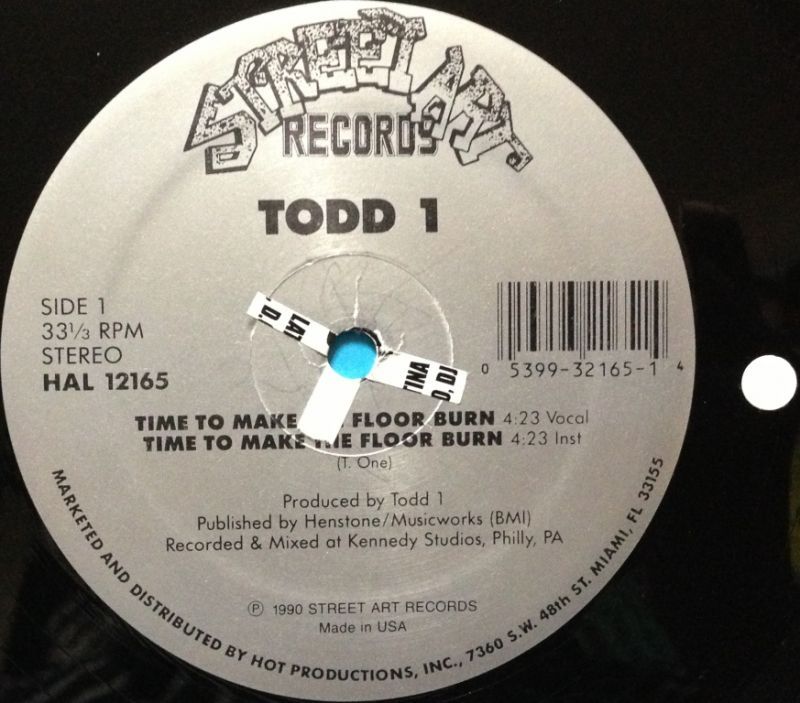 STREET ART
RECORDS
TODD 1
SIDE 1
33⅓ RPM
STEREO
HAL 12165
LAT
D.
TINA
O, DJ
0 5399-32165-1 4
TIME TO MAKE FLOOR BURN 4:23 Vocal
TIME TO MAKE THE FLOOR BURN 4:23 Inst
(T. One)
Produced by Todd 1
Published by Henstone/Musicworks (BMI)
Recorded & Mixed at Kennedy Studios, Philly, PA
Ⓟ 1990 STREET ART RECORDS
Made in USA
MARKETED AND DISTRIBUTED BY HOT PRODUCTIONS, INC., 7360 S.W. 48th ST. MIAMI, FL 33155